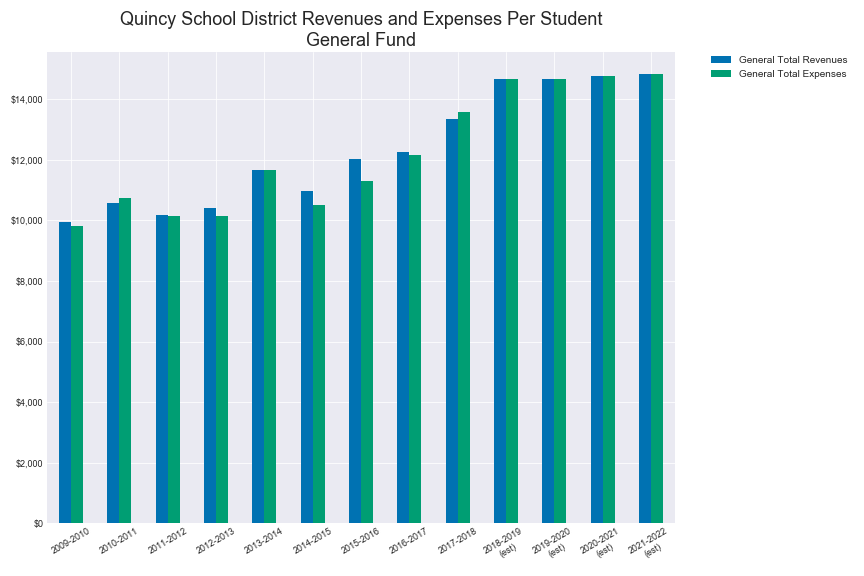 Quincy School District Revenues and Expenses Per Student
General Fund
General Total Revenues
General Total Expenses
$14,000
$12,000
$10,000
$8,000
$6,000
$4,000
$2,000
$0
2009-2010
2010-2011
2011-2012
2012-2013
2013-2014
2014-2015
2015-2016
2016-2017
2017-2018
2018-2019
(est)
2019-2020
(est)
2020-2021
(est)
2021-2022
(est)